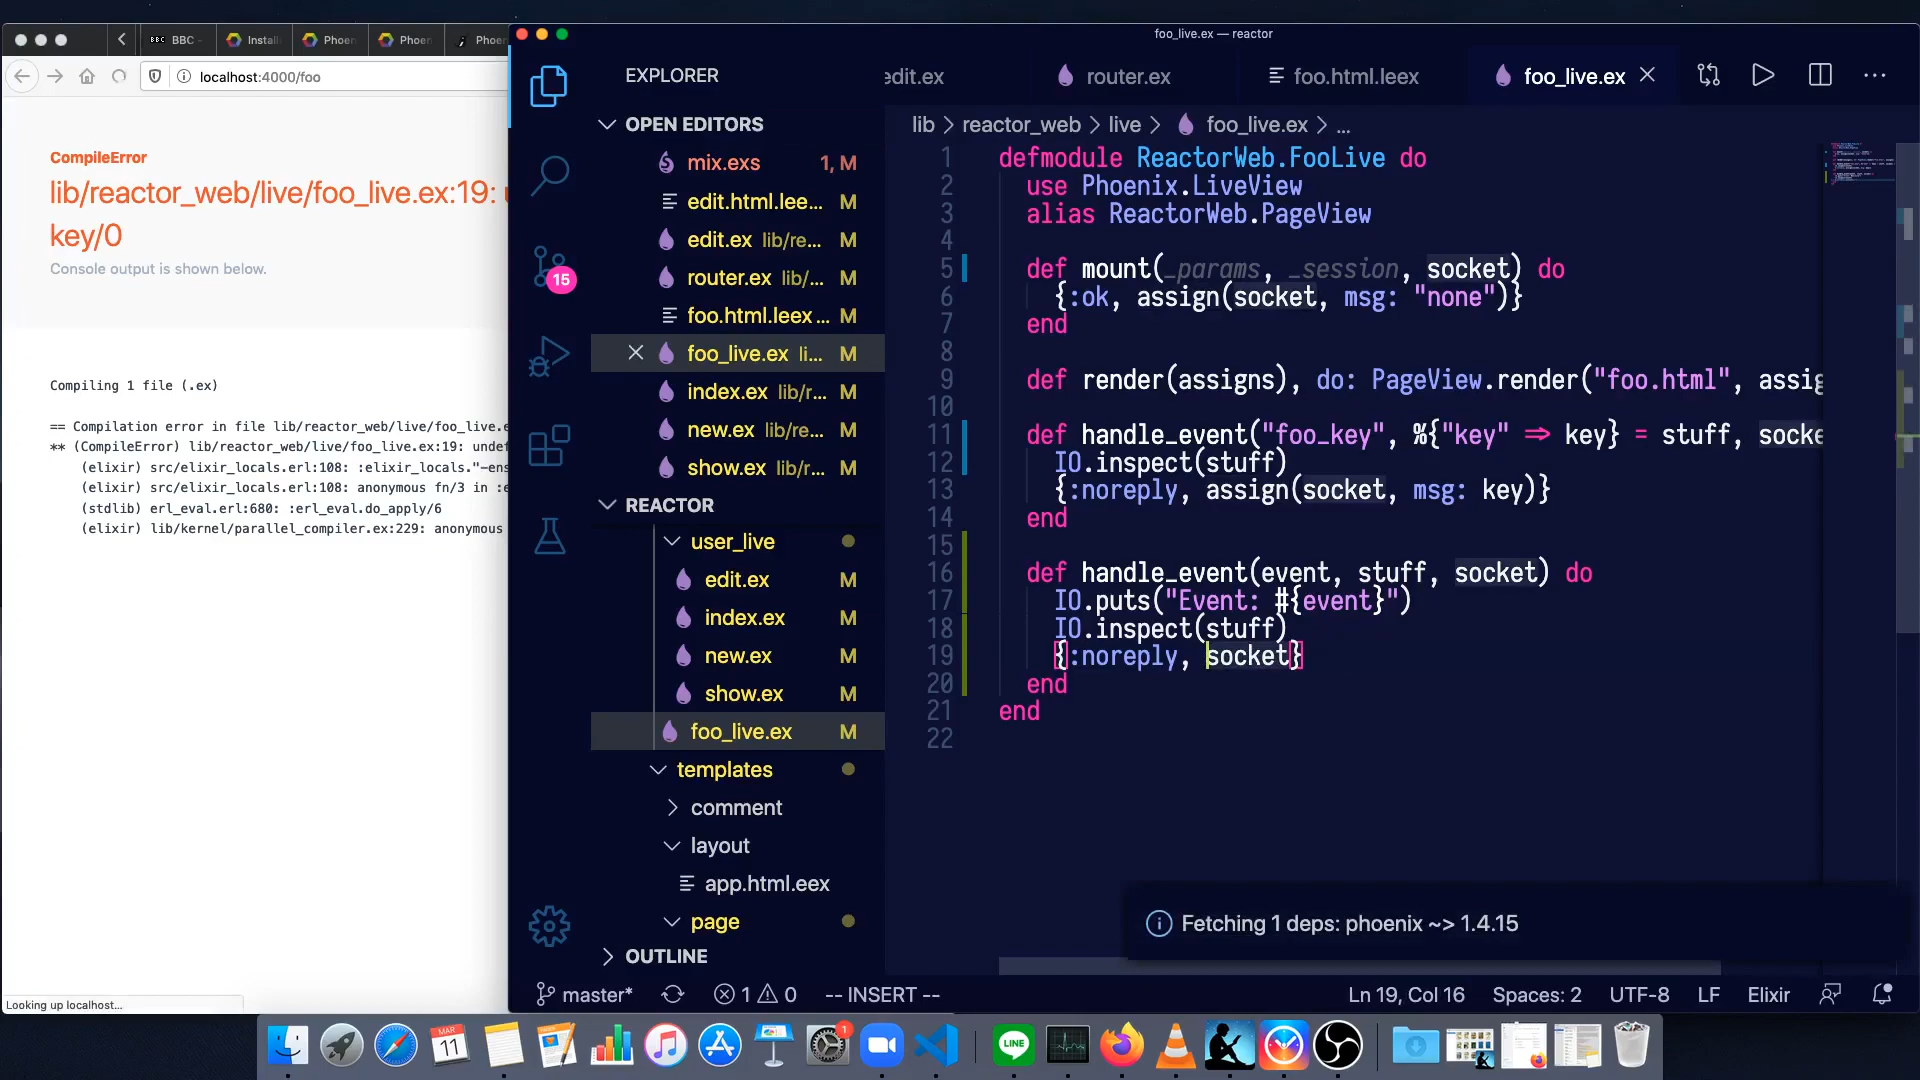 BBC
BBC -
Install
Phoen
Phoen
Phoen
localhost:4000/foo
CompileError
lib/reactor_web/live/foo_live.ex:19: u
key/0
Console output is shown below.
Compiling 1 file (.ex)
== Compilation error in file lib/reactor_web/live/foo_live.e
** (CompileError) lib/reactor_web/live/foo_live.ex:19: undef
(elixir) src/elixir_locals.erl:108: :elixir_locals."-ens
(elixir) src/elixir_locals.erl:108: anonymous fn/3 in :e
(stdlib) erl_eval.erl:680: :erl_eval.do_apply/6
(elixir) lib/kernel/parallel_compiler.ex:229: anonymous
Looking up localhost...
foo_live.ex — reactor
EXPLORER
OPEN EDITORS
mix.exs 1, M
edit.html.lee... M
edit.ex lib/re... M
router.ex lib/... M
foo.html.leex ... M
foo_live.ex li... M
index.ex lib/r... M
new.ex lib/re... M
show.ex lib/r... M
REACTOR
user_live
edit.ex M
index.ex M
new.ex M
show.ex M
foo_live.ex M
templates
comment
layout
app.html.eex
page
OUTLINE
15
edit.ex
router.ex
foo.html.leex
foo_live.ex
lib > reactor_web > live > foo_live.ex > ...
1 defmodule ReactorWeb.FooLive do
2 use Phoenix.LiveView
3 alias ReactorWeb.PageView
4
5 def mount(_params, _session, socket) do
6 {:ok, assign(socket, msg: "none")}
7 end
8
9 def render(assigns), do: PageView.render("foo.html", assig
10
11 def handle_event("foo_key", %{"key" => key} = stuff, socke
12 IO.inspect(stuff)
13 {:noreply, assign(socket, msg: key)}
14 end
15
16 def handle_event(event, stuff, socket) do
17 IO.puts("Event: #{event}")
18 IO.inspect(stuff)
19 {:noreply, socket}
20 end
21 end
22
Fetching 1 deps: phoenix ~> 1.4.15
master* 1 0 -- INSERT -- Ln 19, Col 16 Spaces: 2 UTF-8 LF Elixir
MAR
11
1
LINE